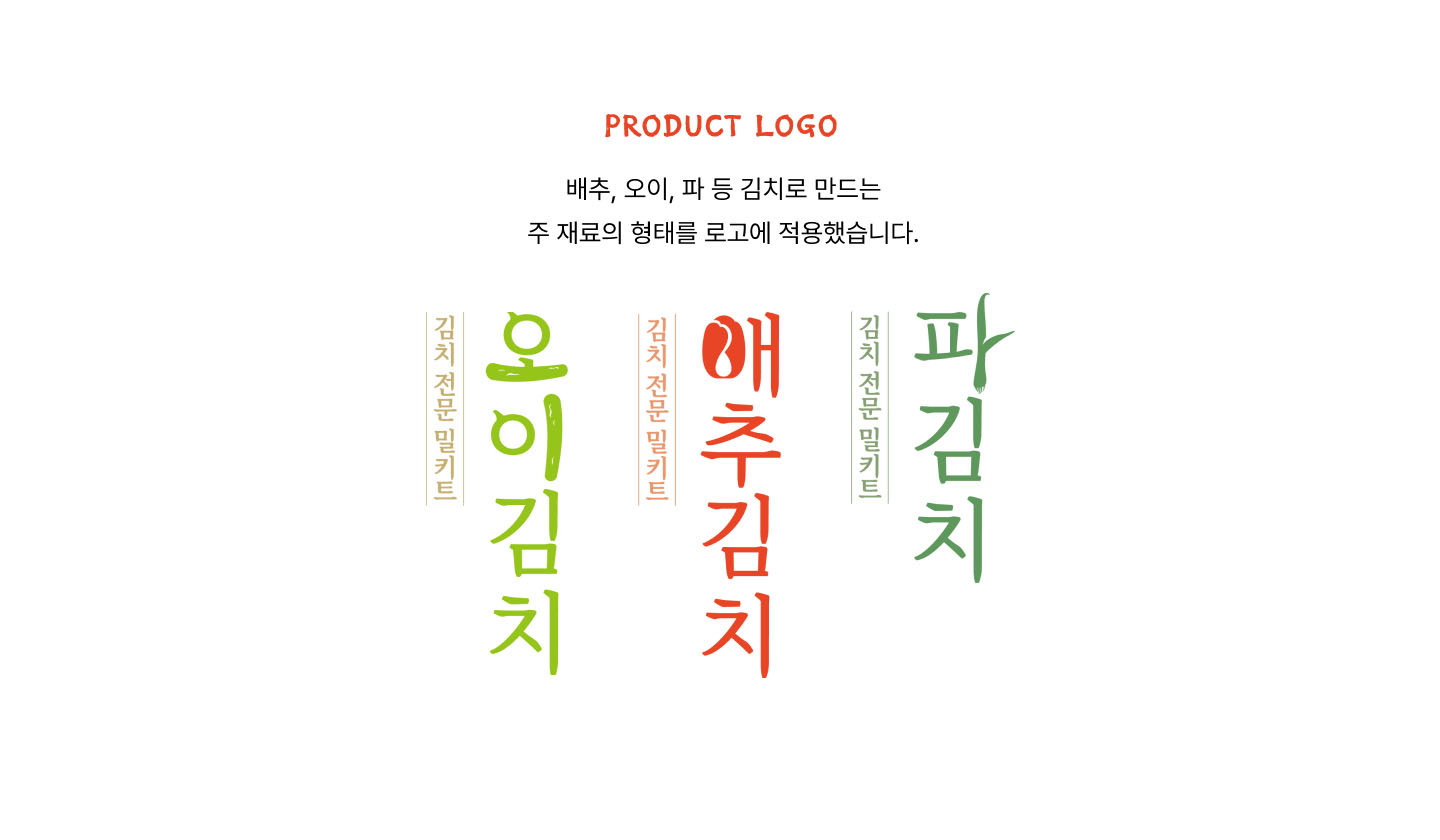 PRODUCT LOGO
배추, 오이, 파 등 김치로 만드는
주 재료의 형태를 로고에 적용했습니다.
김치 전문 밀키트
오이김치
김치 전문 밀키트
배추김치
김치 전문 밀키트
파김치